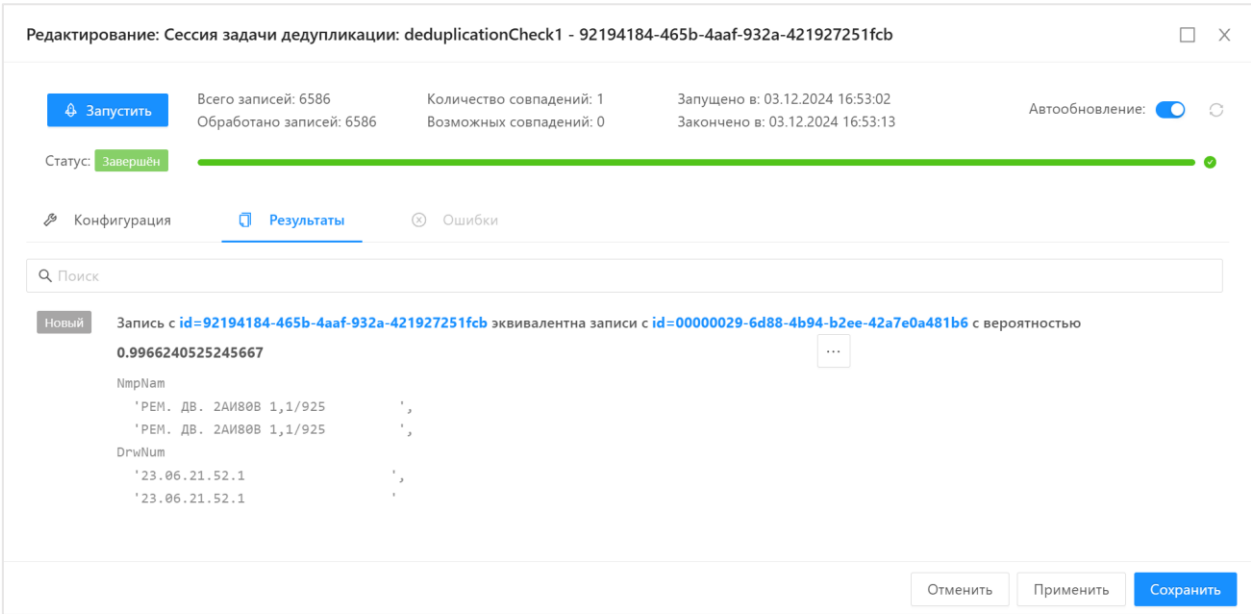 Редактирование: Сессия задачи дедупликации: deduplicationCheck1 - 92194184-465b-4aaf-932a-421927251fcb
Запустить
Всего записей: 6586
Обработано записей: 6586
Количество совпадений: 1
Возможных совпадений: 0
Запущено в: 03.12.2024 16:53:02
Закончено в: 03.12.2024 16:53:13
Автообновление:
Статус: Завершён
Конфигурация
Результаты
Ошибки
Поиск
Новый
Запись с id=92194184-465b-4aaf-932a-421927251fcb эквивалентна записи с id=00000029-6d88-4b94-b2ee-42a7e0a481b6 с вероятностью
0.9966240525245667
...
NmpNam
'РЕМ. ДВ. 2АИ80В 1,1/925 ',
'РЕМ. ДВ. 2АИ80В 1,1/925 ',
DrwNum
'23.06.21.52.1 ',
'23.06.21.52.1 '
Отменить
Применить
Сохранить